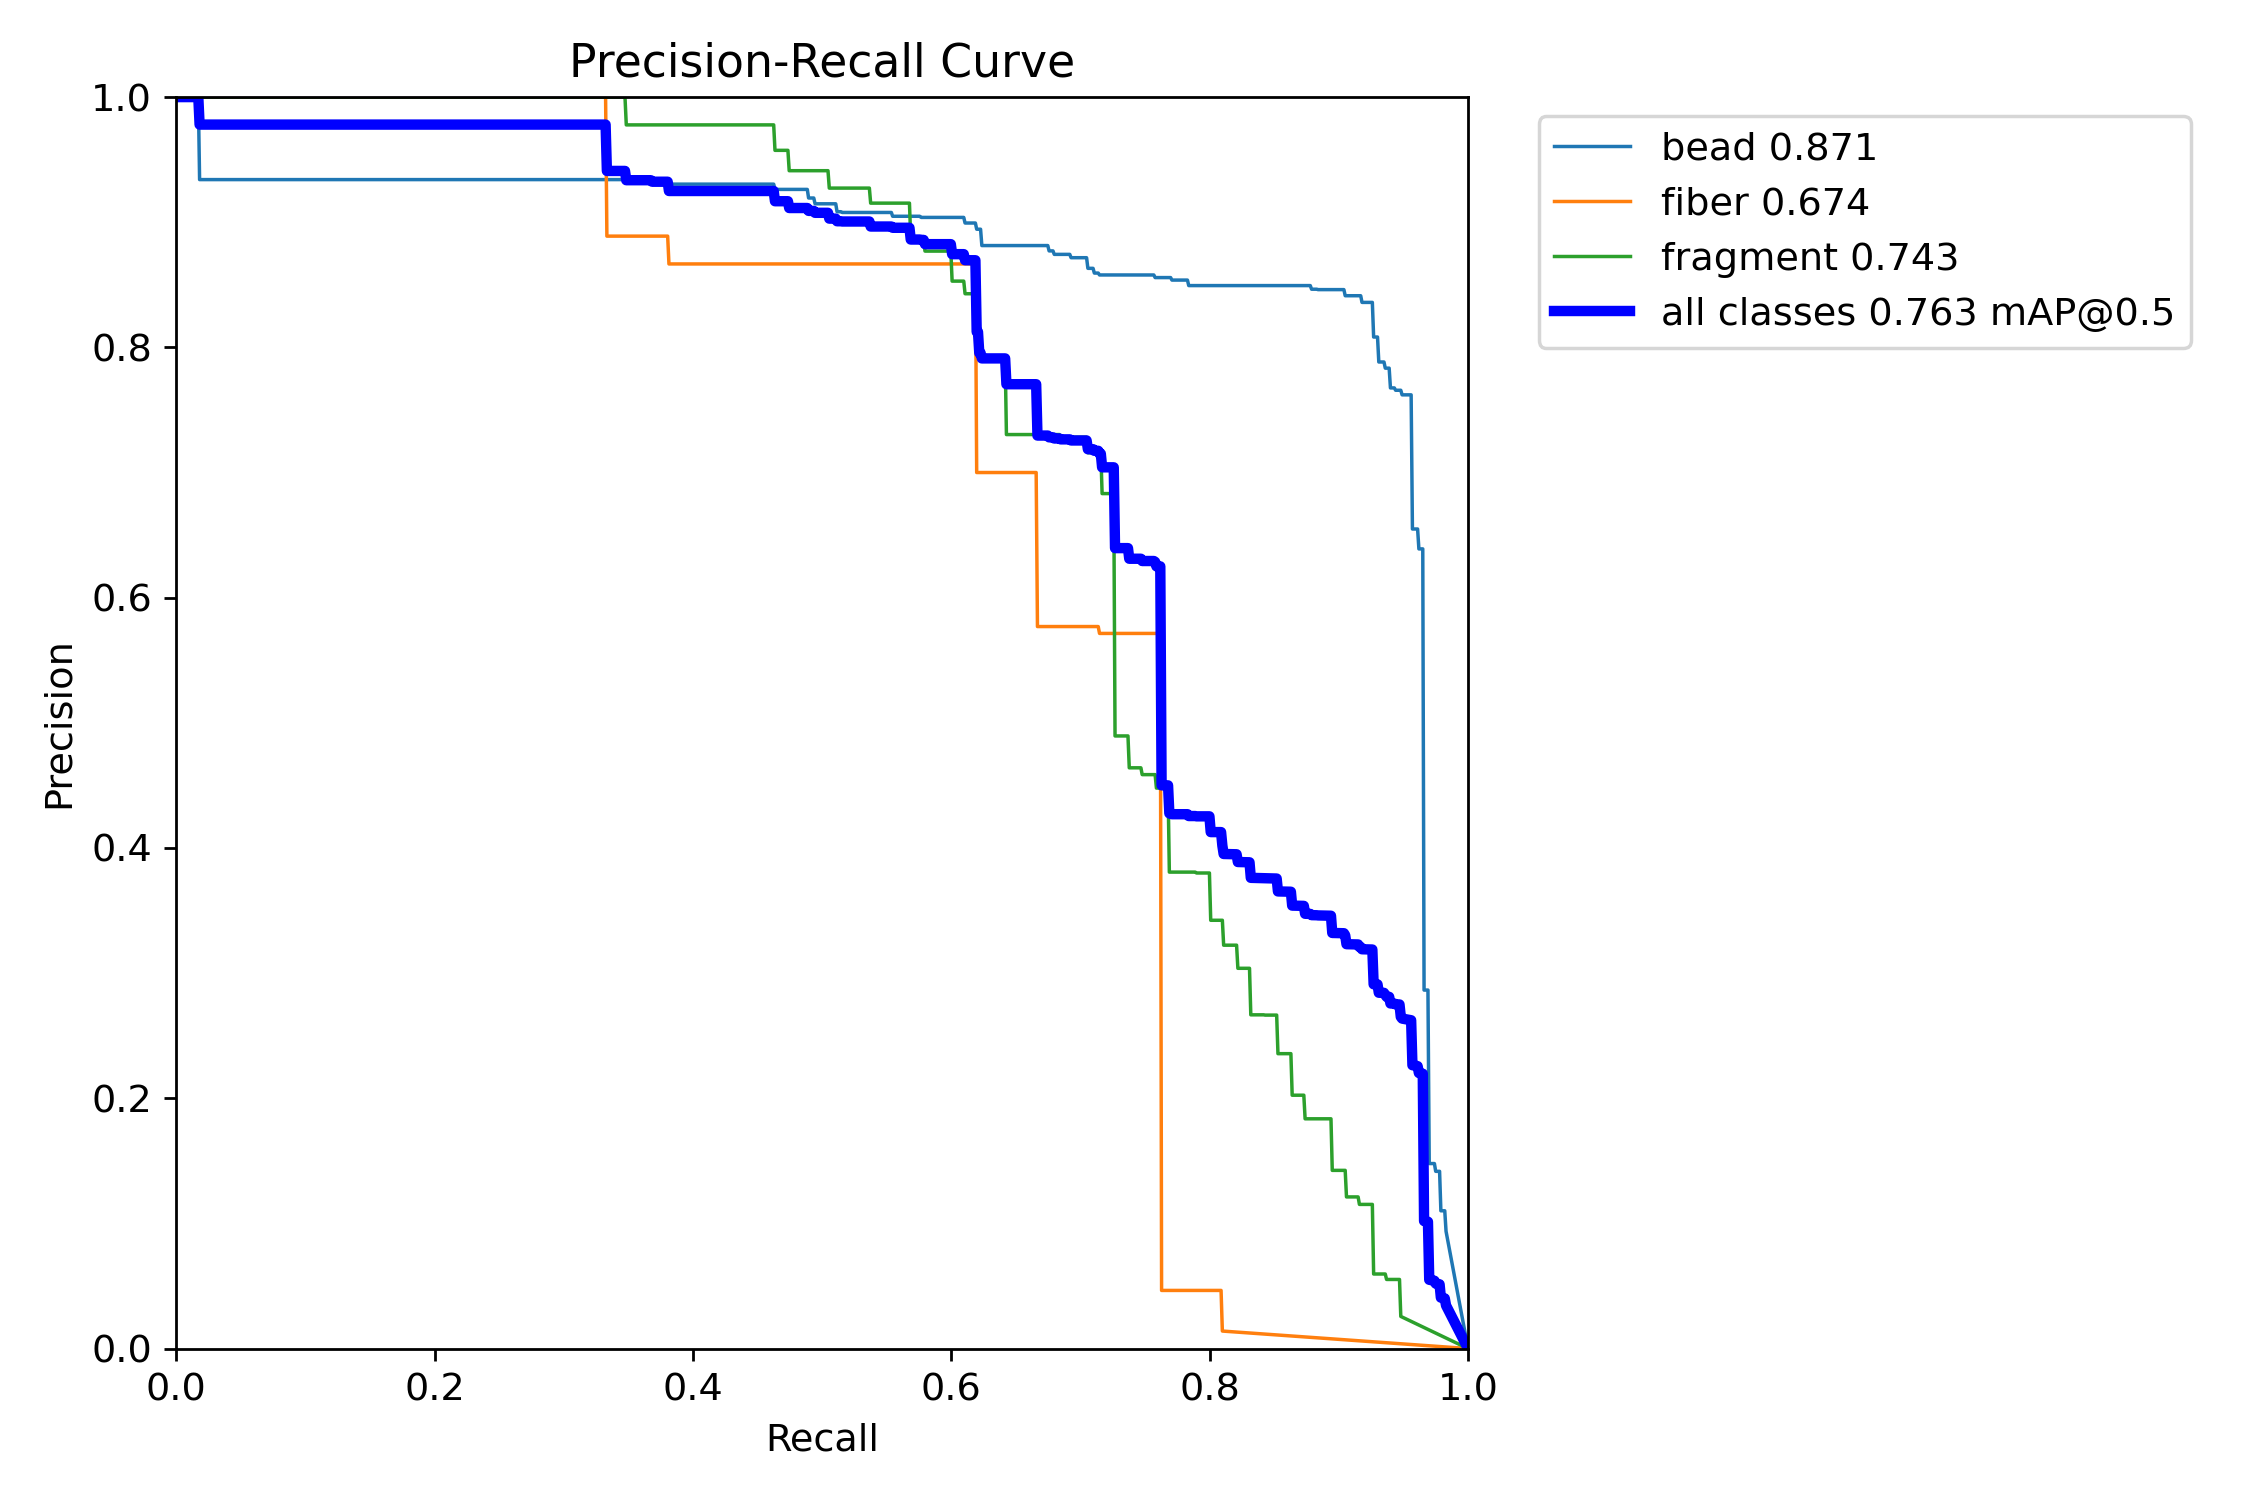 Precision-Recall Curve
1.0
0.8
0.6
0.4
0.2
0.0
Precision
0.0 0.2 0.4 0.6 0.8 1.0
Recall
bead 0.871
fiber 0.674
fragment 0.743
all classes 0.763 mAP@0.5